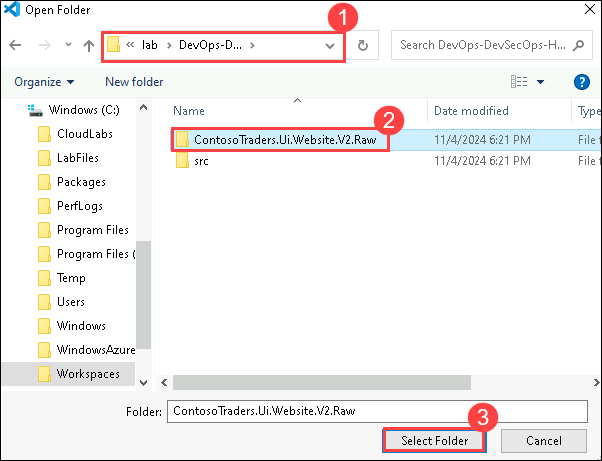 Open Folder
1
« lab > DevOps-D... >
Search DevOps-DevSecOps-H...
Organize
New folder
?
Windows (C:)
CloudLabs
LabFiles
Packages
PerfLogs
Program Files
Program Files (
Temp
Users
Windows
WindowsAzure
Workspaces
Name
Date modified
Type
2
ContosoTraders.Ui.Website.V2.Raw
11/4/2024 6:21 PM
File f
src
11/4/2024 6:21 PM
File f
Folder:
ContosoTraders.Ui.Website.V2.Raw
3
Select Folder
Cancel